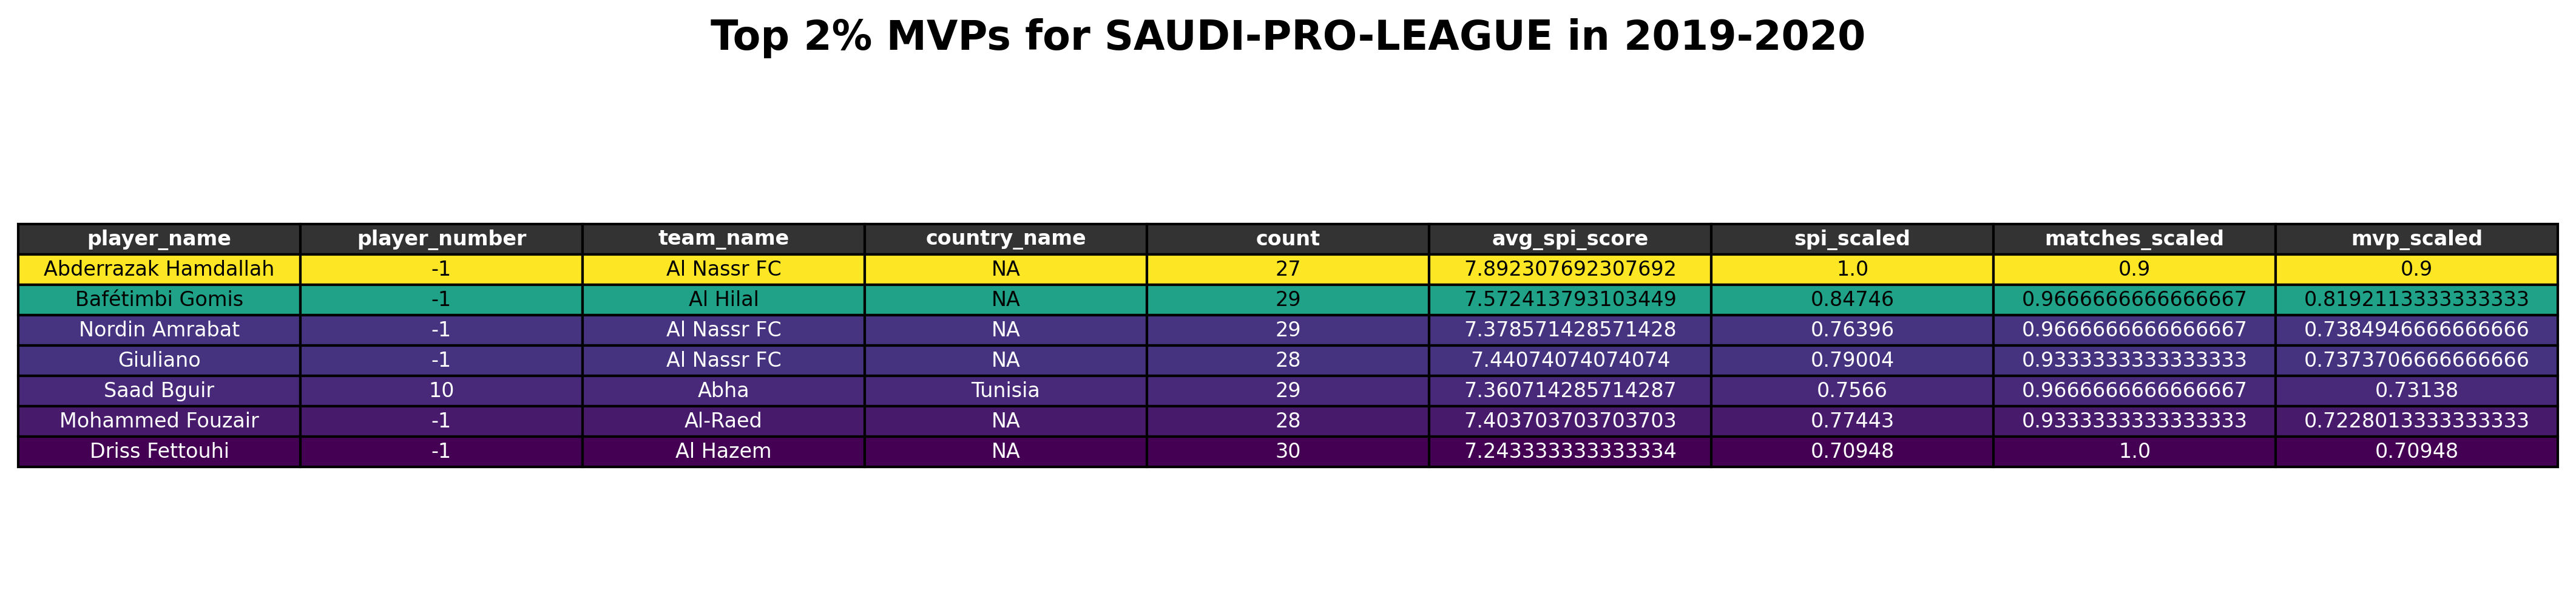 Top 2% MVPs for SAUDI-PRO-LEAGUE in 2019-2020
player_name player_number team_name country_name count avg_spi_score spi_scaled matches_scaled mvp_scaled
Abderrazak Hamdallah -1 Al Nassr FC NA 27 7.892307692307692 1.0 0.9 0.9
Bafétimbi Gomis -1 Al Hilal NA 29 7.572413793103449 0.84746 0.9666666666666667 0.8192113333333333
Nordin Amrabat -1 Al Nassr FC NA 29 7.378571428571428 0.76396 0.9666666666666667 0.7384946666666666
Giuliano -1 Al Nassr FC NA 28 7.44074074074074 0.79004 0.9333333333333333 0.7373706666666666
Saad Bguir 10 Abha Tunisia 29 7.360714285714287 0.7566 0.9666666666666667 0.73138
Mohammed Fouzair -1 Al-Raed NA 28 7.403703703703703 0.77443 0.9333333333333333 0.7228013333333333
Driss Fettouhi -1 Al Hazem NA 30 7.243333333333334 0.70948 1.0 0.70948